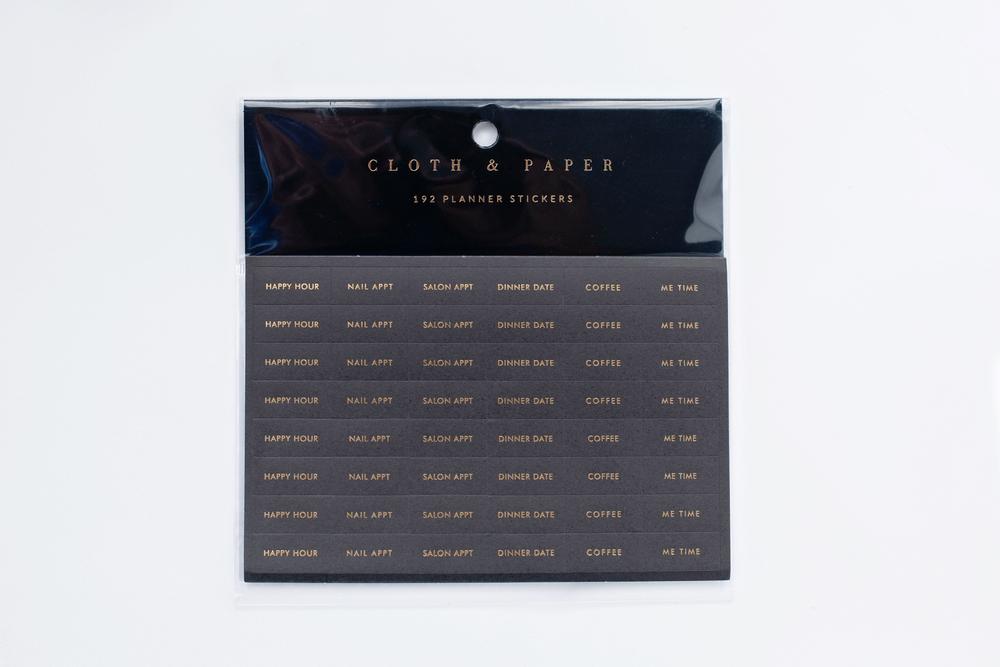 CLOTH & PAPER
192 PLANNER STICKERS
HAPPY HOUR NAIL APPT SALON APPT DINNER DATE COFFEE ME TIME
HAPPY HOUR NAIL APPT SALON APPT DINNER DATE COFFEE ME TIME
HAPPY HOUR NAIL APPT SALON APPT DINNER DATE COFFEE ME TIME
HAPPY HOUR NAIL APPT SALON APPT DINNER DATE COFFEE ME TIME
HAPPY HOUR NAIL APPT SALON APPT DINNER DATE COFFEE ME TIME
HAPPY HOUR NAIL APPT SALON APPT DINNER DATE COFFEE ME TIME
HAPPY HOUR NAIL APPT SALON APPT DINNER DATE COFFEE ME TIME
HAPPY HOUR NAIL APPT SALON APPT DINNER DATE COFFEE ME TIME